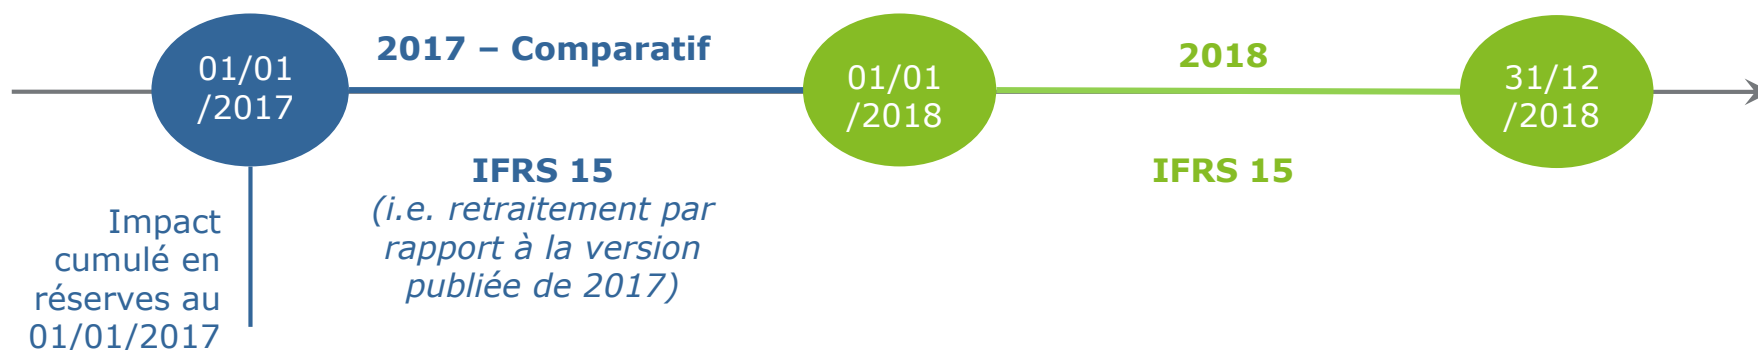 01/01
/2017
2017 – Comparatif
01/01
/2018
2018
31/12
/2018
Impact
cumulé en
réserves au
01/01/2017
IFRS 15
(i.e. retraitement par
rapport à la version
publiée de 2017)
IFRS 15